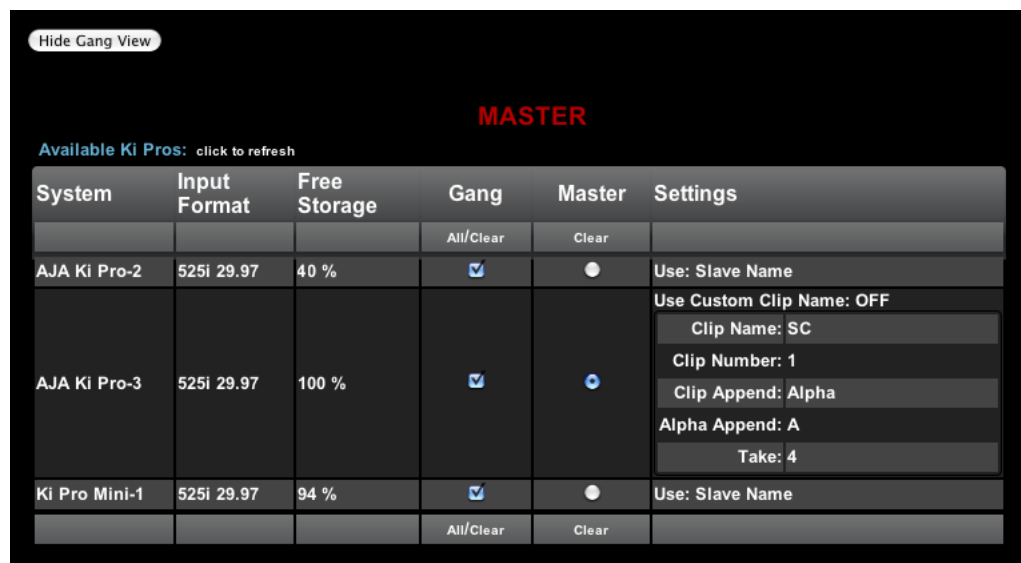 Hide Gang View
MASTER
Available Ki Pros: click to refresh
System Input Format Free Storage Gang Master Settings
All/Clear Clear
AJA Ki Pro-2 525i 29.97 40 % Use: Slave Name
AJA Ki Pro-3 525i 29.97 100 % Use Custom Clip Name: OFF
Clip Name: SC
Clip Number: 1
Clip Append: Alpha
Alpha Append: A
Take: 4
Ki Pro Mini-1 525i 29.97 94 % Use: Slave Name
All/Clear Clear